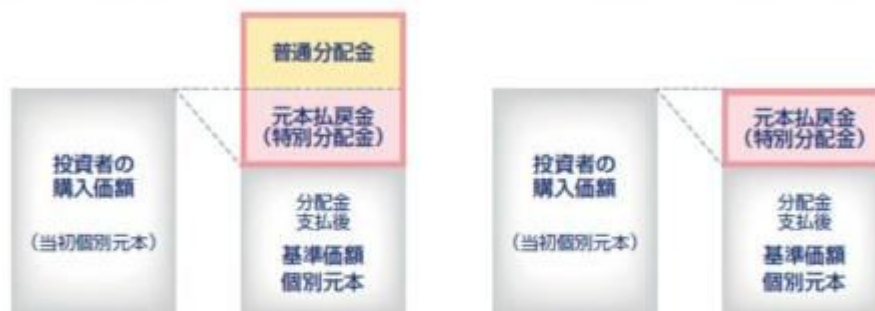 普通分配金
元本払戻金
(特別分配金)
投資者の
購入価額
(当初個別元本)
分配金
支払後
基準価額
個別元本
元本払戻金
(特別分配金)
投資者の
購入価額
(当初個別元本)
分配金
支払後
基準価額
個別元本